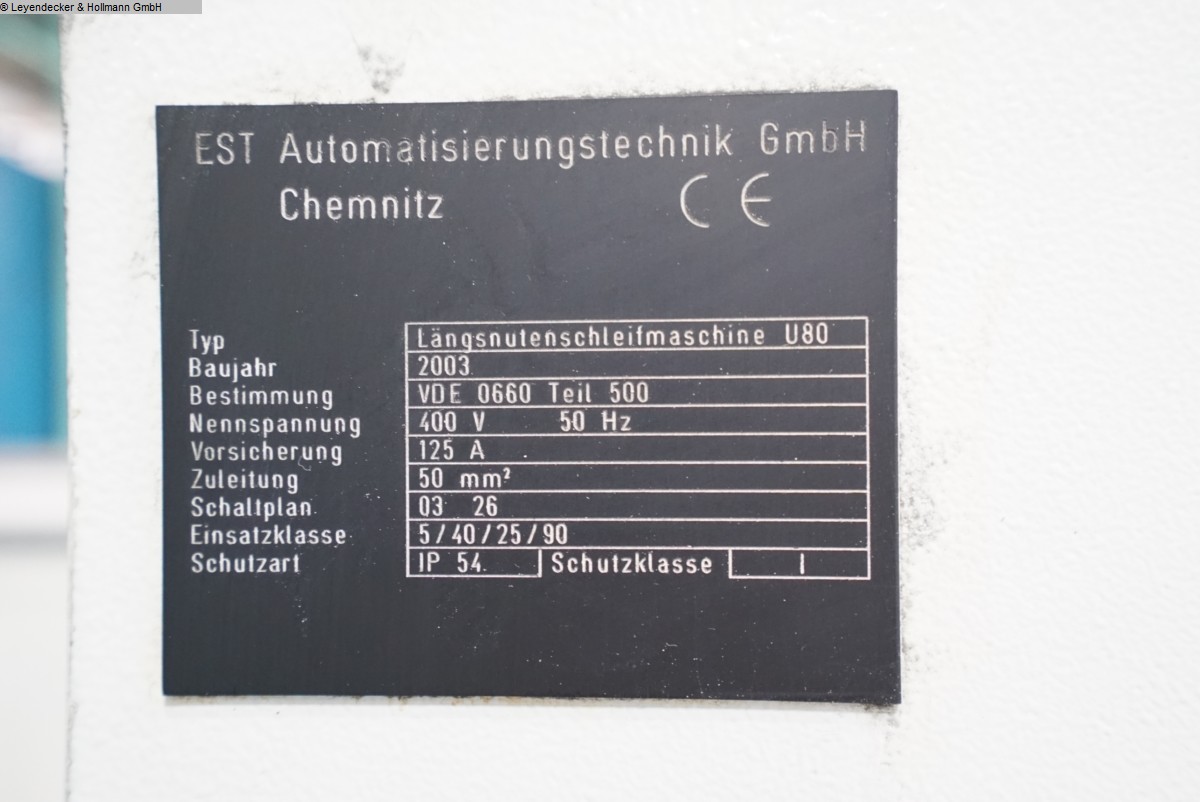 © Leyendecker & Hollmann GmbH
EST Automatisierungstechnik GmbH
Chemnitz CE
Typ Längsnutenschleifmaschine U80
Baujahr 2003
Bestimmung VDE 0660 Teil 500
Nennspannung 400 V 50 Hz
Vorsicherung 125 A
Zuleitung 50 mm²
Schaltplan 03 26
Einsatzklasse 5/40/25/90
Schutzart IP 54 Schutzklasse I